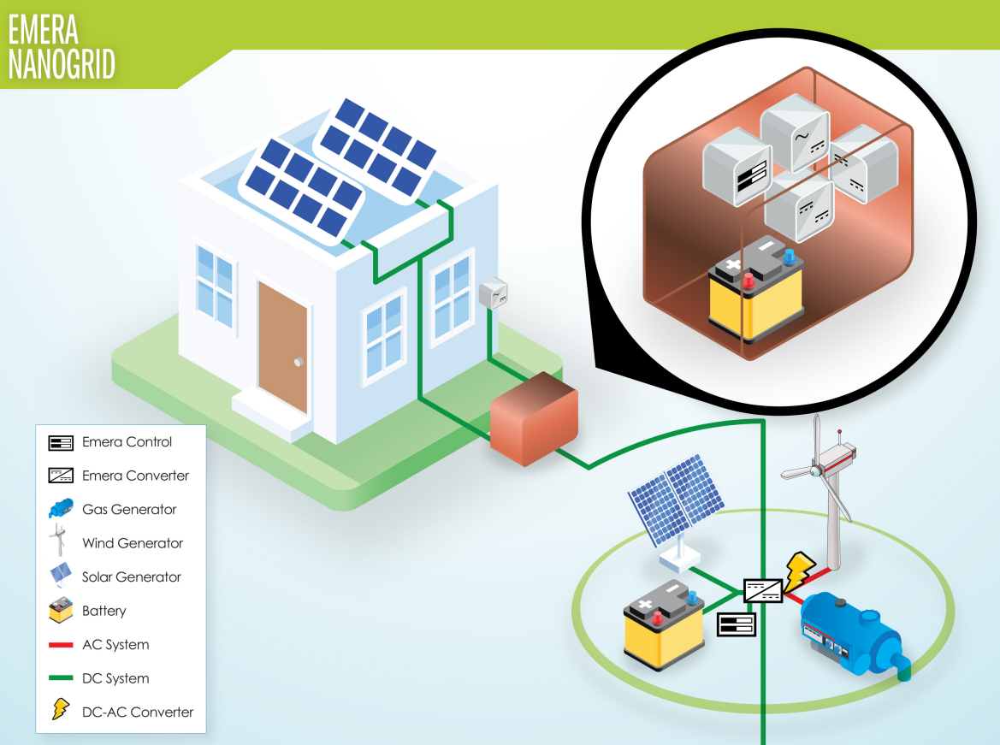 EMERA
NANOGRID
Emera Control
Emera Converter
Gas Generator
Wind Generator
Solar Generator
Battery
AC System
DC System
DC-AC Converter